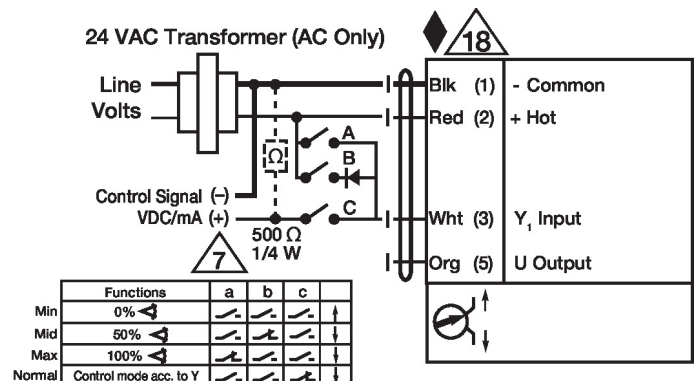 24 VAC Transformer (AC Only)
18
Line
Volts
Blk (1) - Common
Red (2) + Hot
A
B
C
Ω
Control Signal (–)
VDC/mA (+)
Wht (3) Y₁ Input
500 Ω
1/4 W
7
Org (5) U Output
Functions a b c
Min 0%
Mid 50%
Max 100%
Normal Control mode acc. to Y